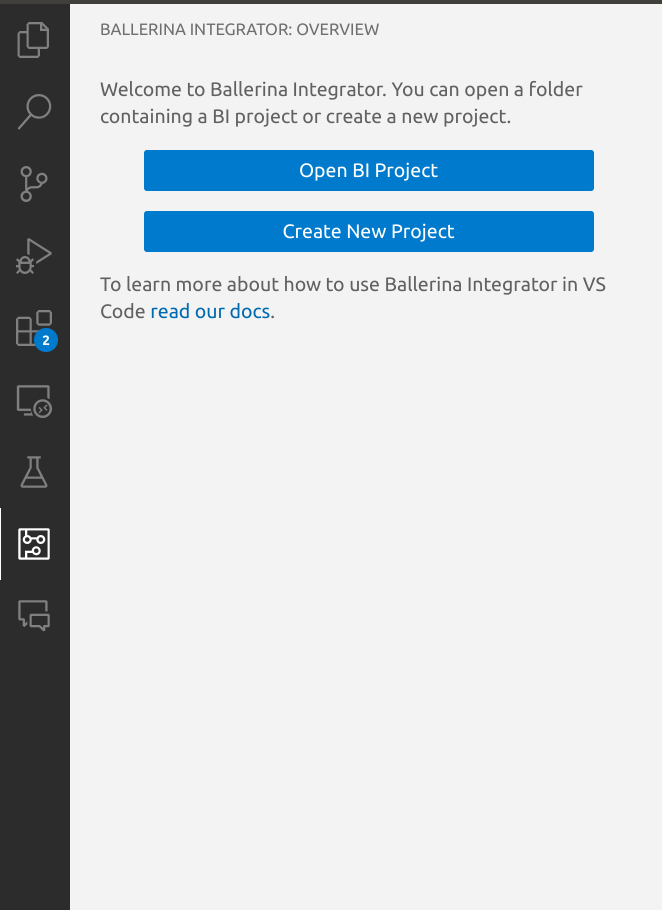 BALLERINA INTEGRATOR: OVERVIEW
Welcome to Ballerina Integrator. You can open a folder
containing a BI project or create a new project.
Open BI Project
Create New Project
To learn more about how to use Ballerina Integrator in VS
Code read our docs.
2